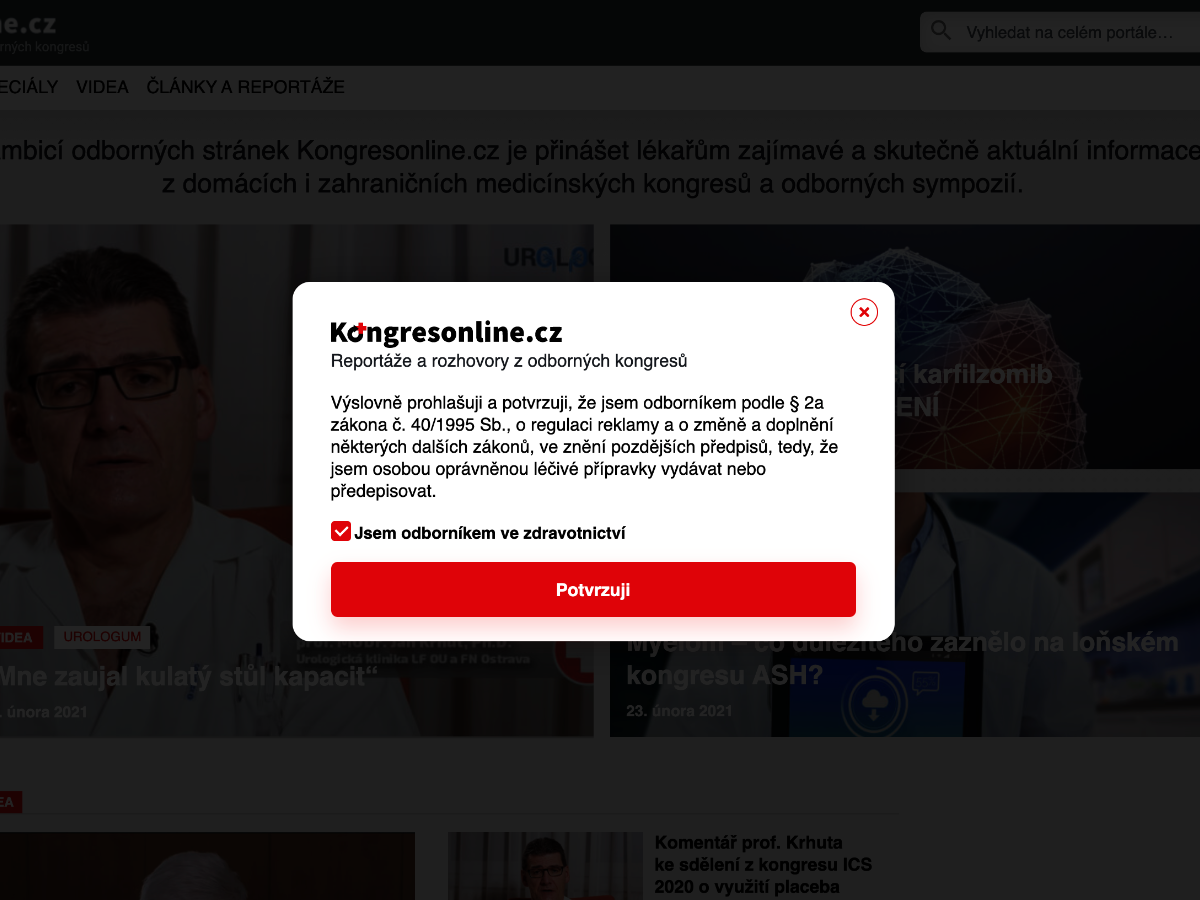 ne.cz
rných kongresů
Vyhledat na celém portále…
ECIÁLY VIDEA ČLÁNKY A REPORTÁŽE
mbicí odborných stránek Kongresonline.cz je přinášet lékařům zajímavé a skutečně aktuální informace
z domácích i zahraničních medicínských kongresů a odborných sympozií.
Kongresonline.cz
Reportáže a rozhovory z odborných kongresů
Výslovně prohlašuji a potvrzuji, že jsem odborníkem podle § 2a
zákona č. 40/1995 Sb., o regulaci reklamy a o změně a doplnění
některých dalších zákonů, ve znění pozdějších předpisů, tedy, že
jsem osobou oprávněnou léčivé přípravky vydávat nebo
předepisovat.
Jsem odborníkem ve zdravotnictví
Potvrzuji
karfilzomib
ENÍ
IDEA UROLOGUM
Urologická klinika LF OU a FN Ostrava
Mne zaujal kulatý stůl kapacit“
. února 2021
Myelom – co důležitého zaznělo na loňském
kongresu ASH?
23. února 2021
EA
Komentář prof. Krhuta
ke sdělení z kongresu ICS
2020 o využití placeba